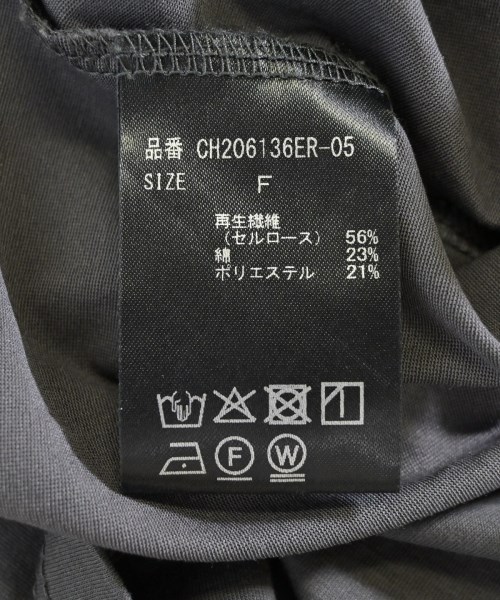 品番 CH206136ER-05
SIZE F
再生繊維
(セルロース) 56%
綿 23%
ポリエステル 21%
F W